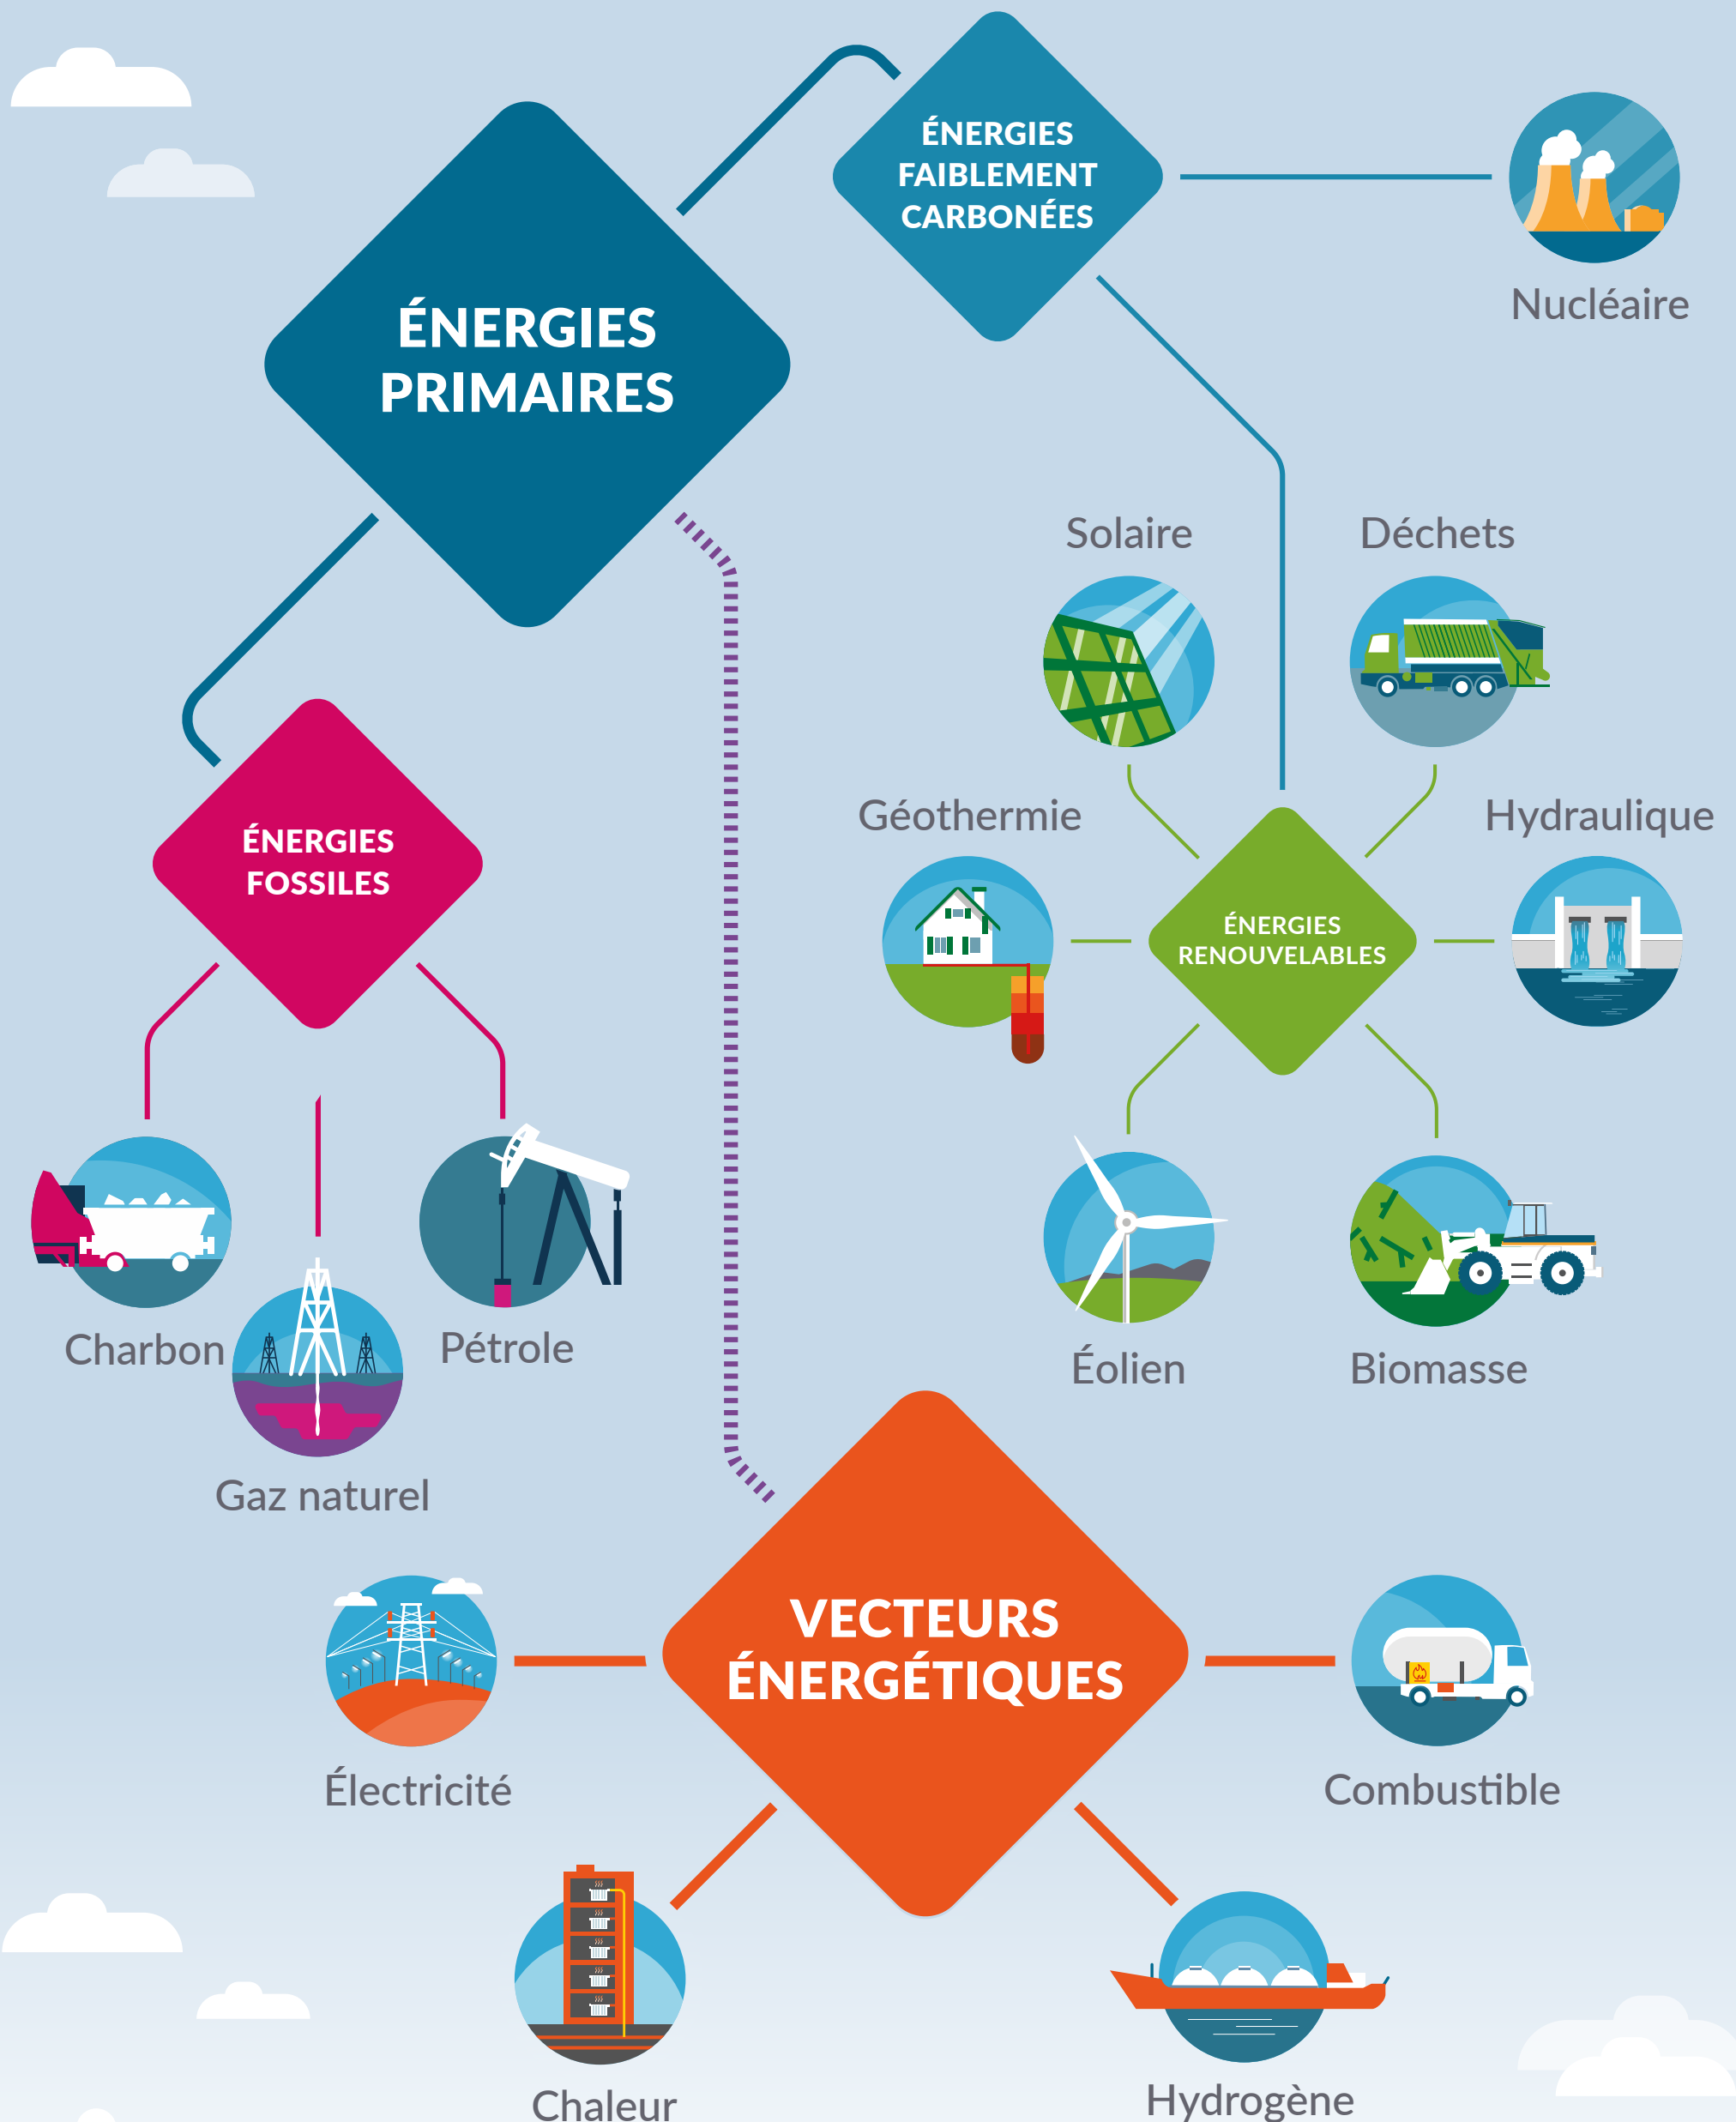 ÉNERGIES
FAIBLEMENT
CARBONÉES
Nucléaire
ÉNERGIES
PRIMAIRES
Solaire
Déchets
Géothermie
Hydraulique
ÉNERGIES
RENOUVELABLES
Éolien
Biomasse
ÉNERGIES
FOSSILES
Charbon
Pétrole
Gaz naturel
VECTEURS
ÉNERGÉTIQUES
Électricité
Combustible
Chaleur
Hydrogène